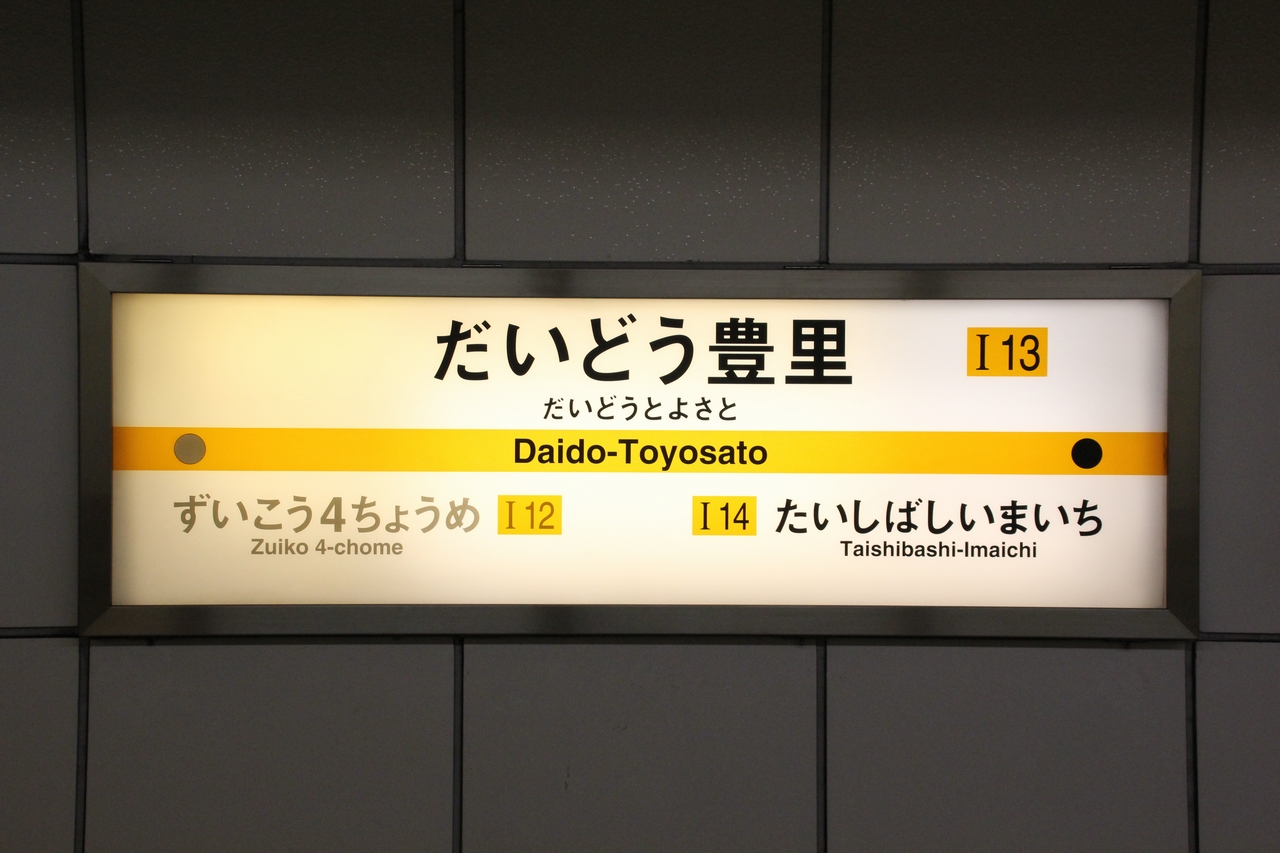 だいどう豊里 I 13
だいどうとよさと
Daido-Toyosato
ずいこう4ちょうめ I 12
Zuiko 4-chome
I 14 たいしばしいまいち
Taishibashi-Imaichi